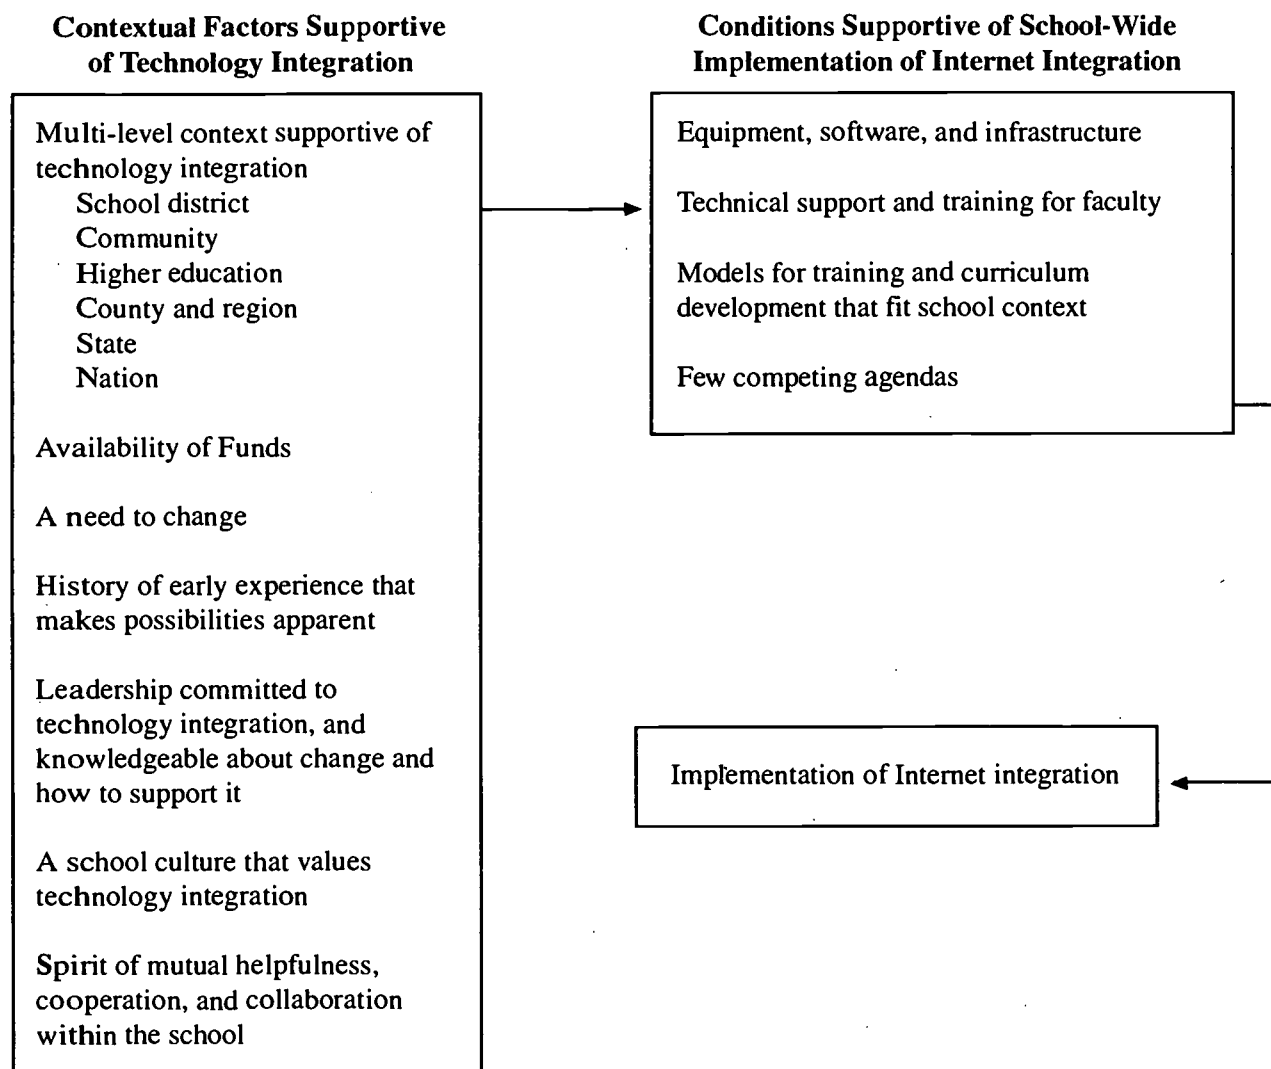 Contextual Factors Supportive
of Technology Integration
Multi-level context supportive of
technology integration
School district
Community
Higher education
County and region
State
Nation
Availability of Funds
A need to change
History of early experience that
makes possibilities apparent
Leadership committed to
technology integration, and
knowledgeable about change and
how to support it
A school culture that values
technology integration
Spirit of mutual helpfulness,
cooperation, and collaboration
within the school
Conditions Supportive of School-Wide
Implementation of Internet Integration
Equipment, software, and infrastructure
Technical support and training for faculty
Models for training and curriculum
development that fit school context
Few competing agendas
Implementation of Internet integration